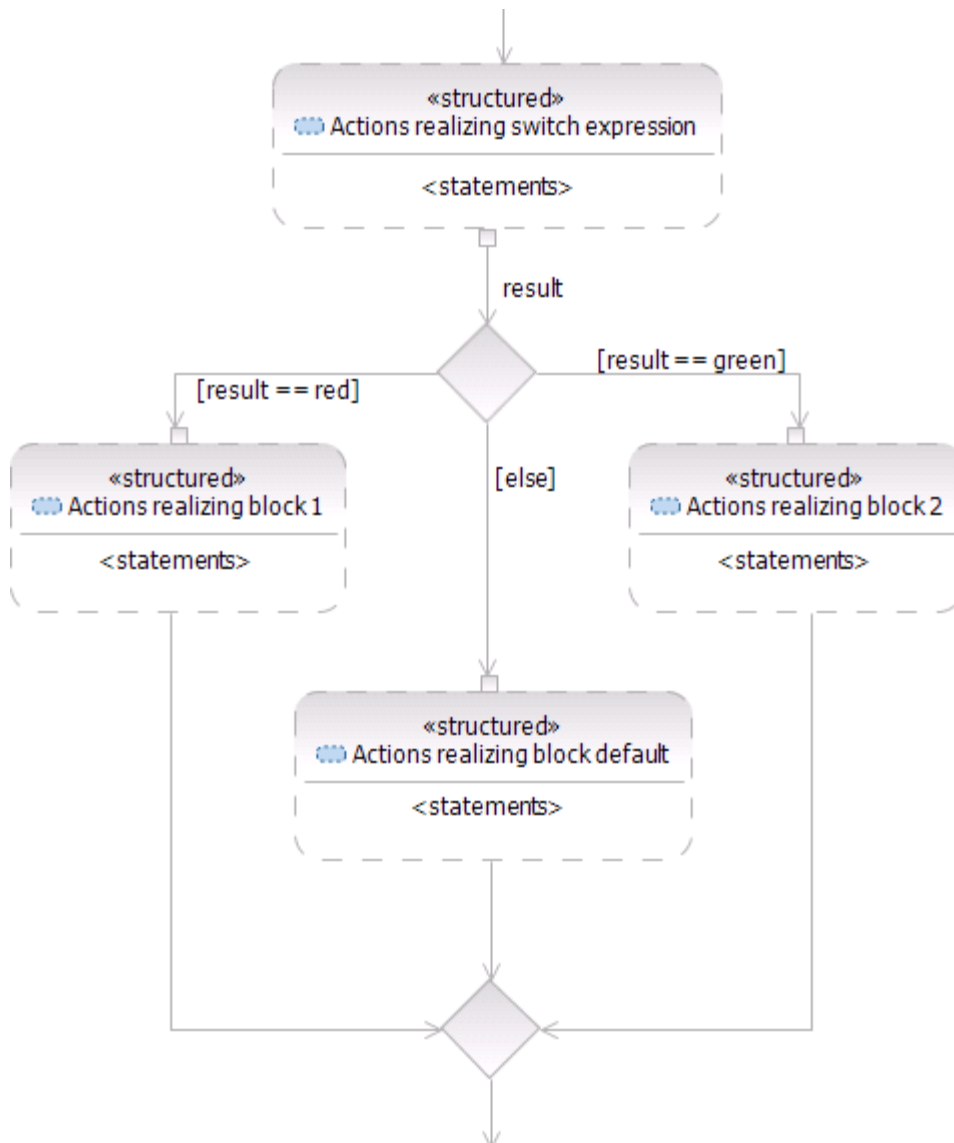 «structured»
Actions realizing switch expression
<statements>
result
[result == green]
[result == red]
«structured»
Actions realizing block 1
<statements>
[else]
«structured»
Actions realizing block 2
<statements>
«structured»
Actions realizing block default
<statements>